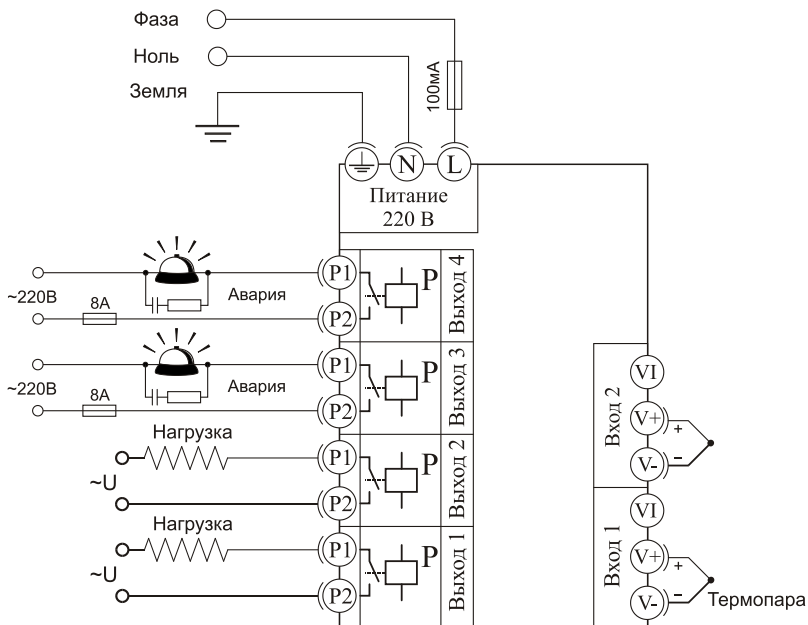 Фаза
Ноль
Земля
100мА
N
L
Питание
220 В
~220В
8А
Авария
P1
P2
P
Выход 4
~220В
8А
Авария
P1
P2
P
Выход 3
Нагрузка
~U
P1
P2
P
Выход 2
Нагрузка
~U
P1
P2
P
Выход 1
Вход 2
VI
V+
V-
+
−
Вход 1
VI
V+
V-
+
−
Термопара